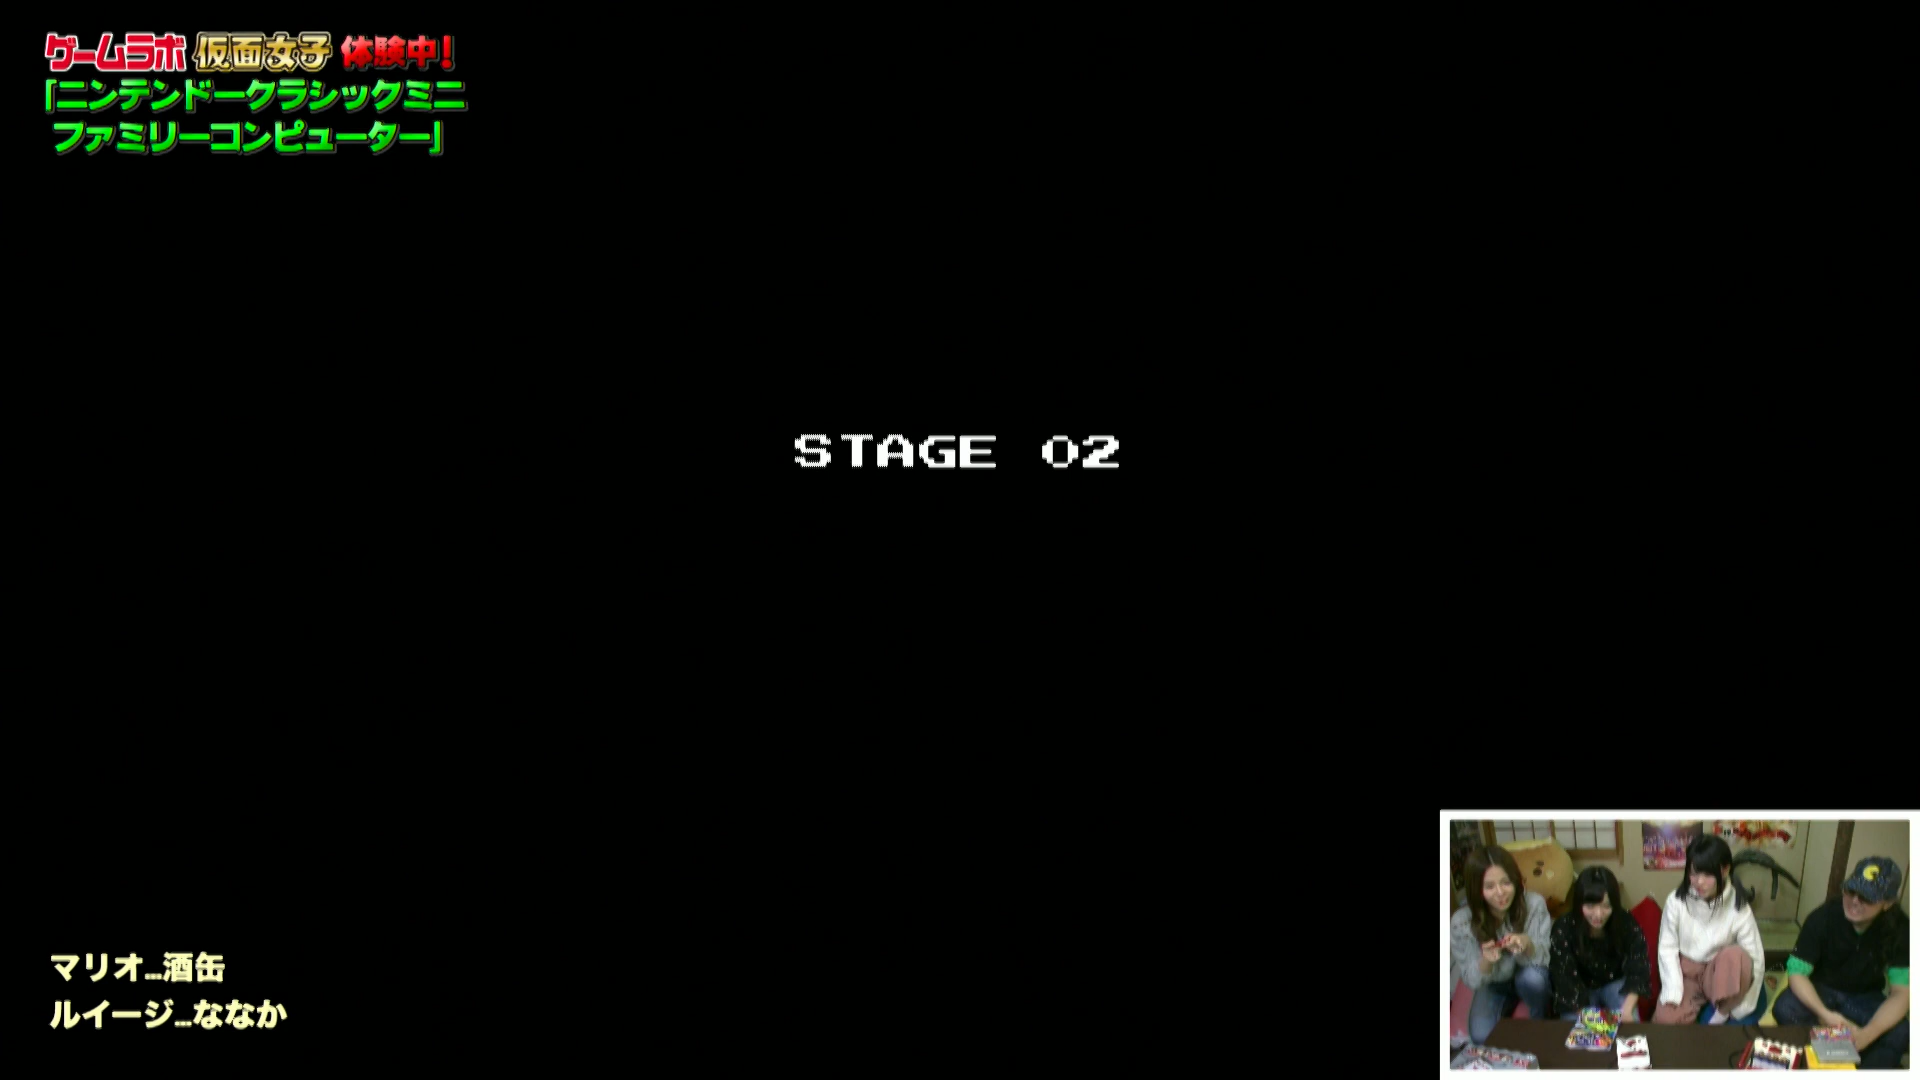 ゲームラボ 仮面女子 体験中!
「ニンテンドークラシックミニ
ファミリーコンピューター」
STAGE 02
マリオ...酒缶
ルイージ...ななか